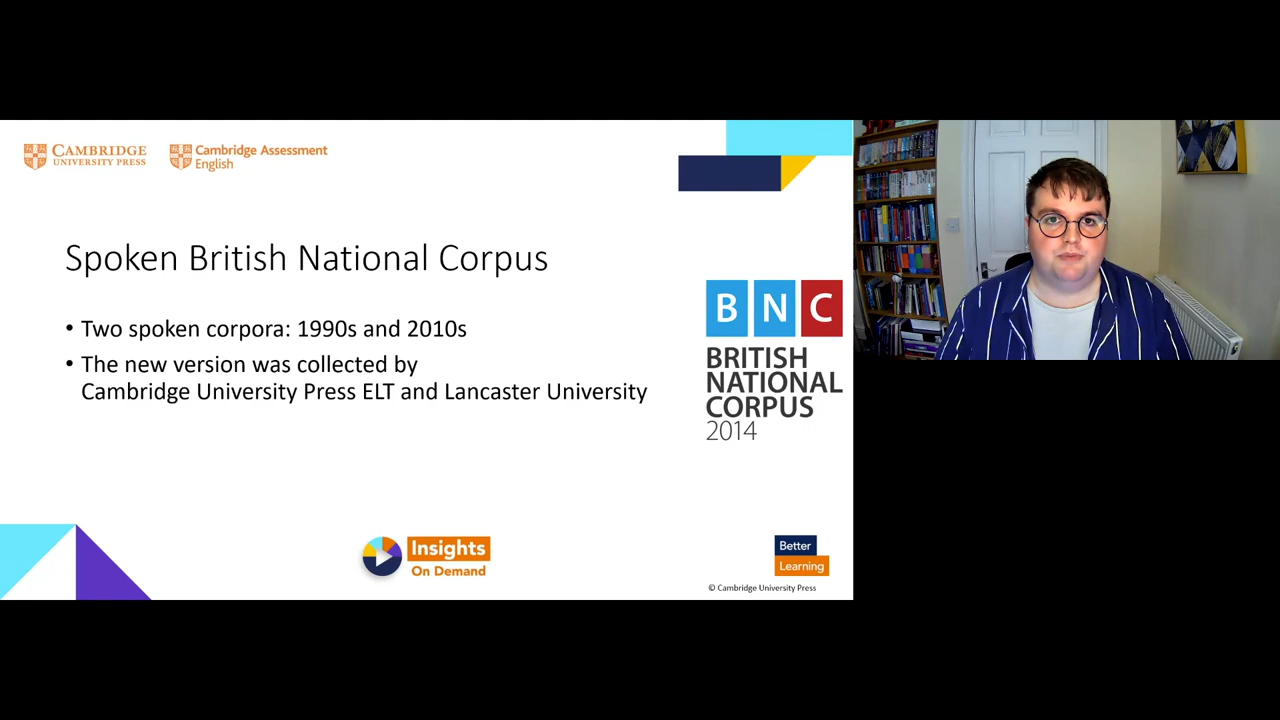 CAMBRIDGE
UNIVERSITY PRESS
Cambridge Assessment
English
Spoken British National Corpus
• Two spoken corpora: 1990s and 2010s
• The new version was collected by
Cambridge University Press ELT and Lancaster University
BNC
BRITISH
NATIONAL
CORPUS
2014
Insights
On Demand
Better
Learning
© Cambridge University Press